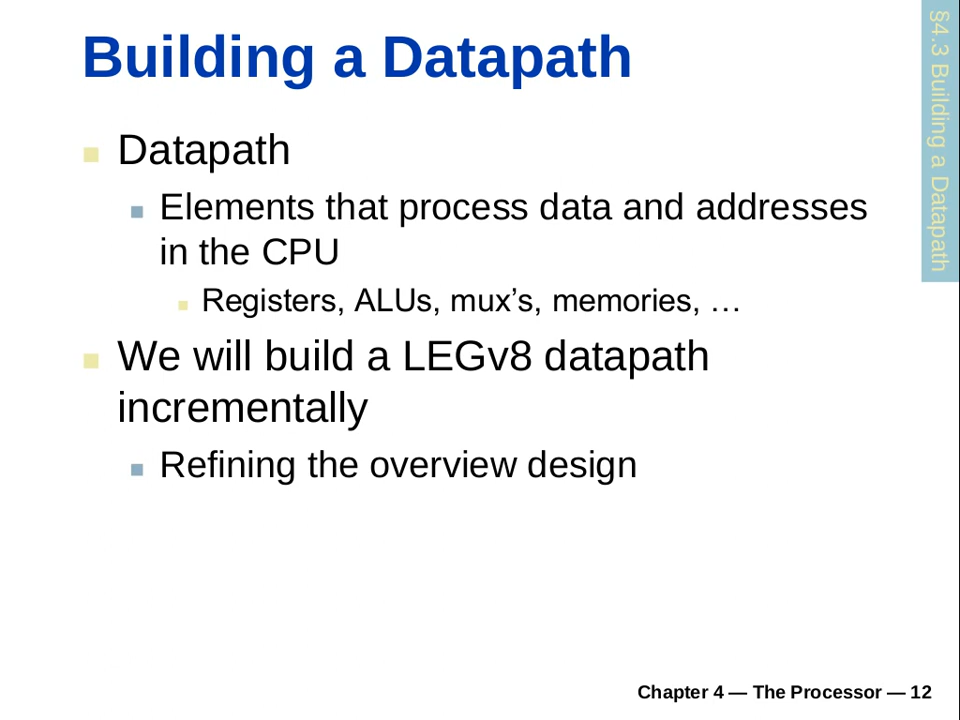 Building a Datapath
§4.3 Building a Datapath
Datapath
Elements that process data and addresses
in the CPU
Registers, ALUs, mux’s, memories, …
We will build a LEGv8 datapath
incrementally
Refining the overview design
Chapter 4 — The Processor — 12